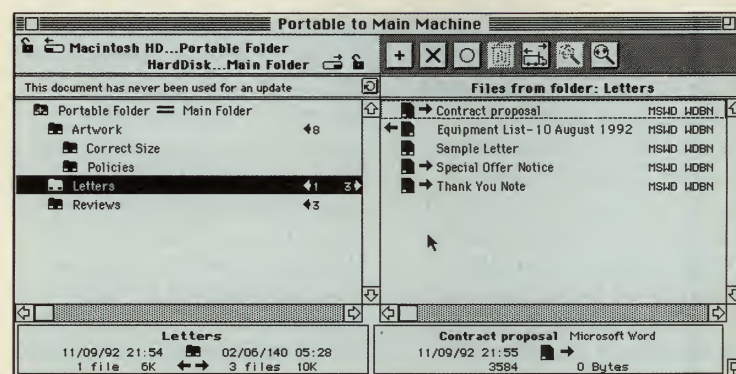 Portable to Main Machine
Macintosh HD...Portable Folder
HardDisk...Main Folder
This document has never been used for an update
Portable Folder = Main Folder
Artwork 8
Correct Size
Policies
Letters 1 3
Reviews 3
Files from folder: Letters
Contract proposal MSWD WDBN
Equipment List-10 August 1992 MSWD WDBN
Sample Letter MSWD WDBN
Special Offer Notice MSWD WDBN
Thank You Note MSWD WDBN
Letters
11/09/92 21:54 02/06/140 05:28
1 file 6K 3 files 10K
Contract proposal Microsoft Word
11/09/92 21:55
3584 0 Bytes